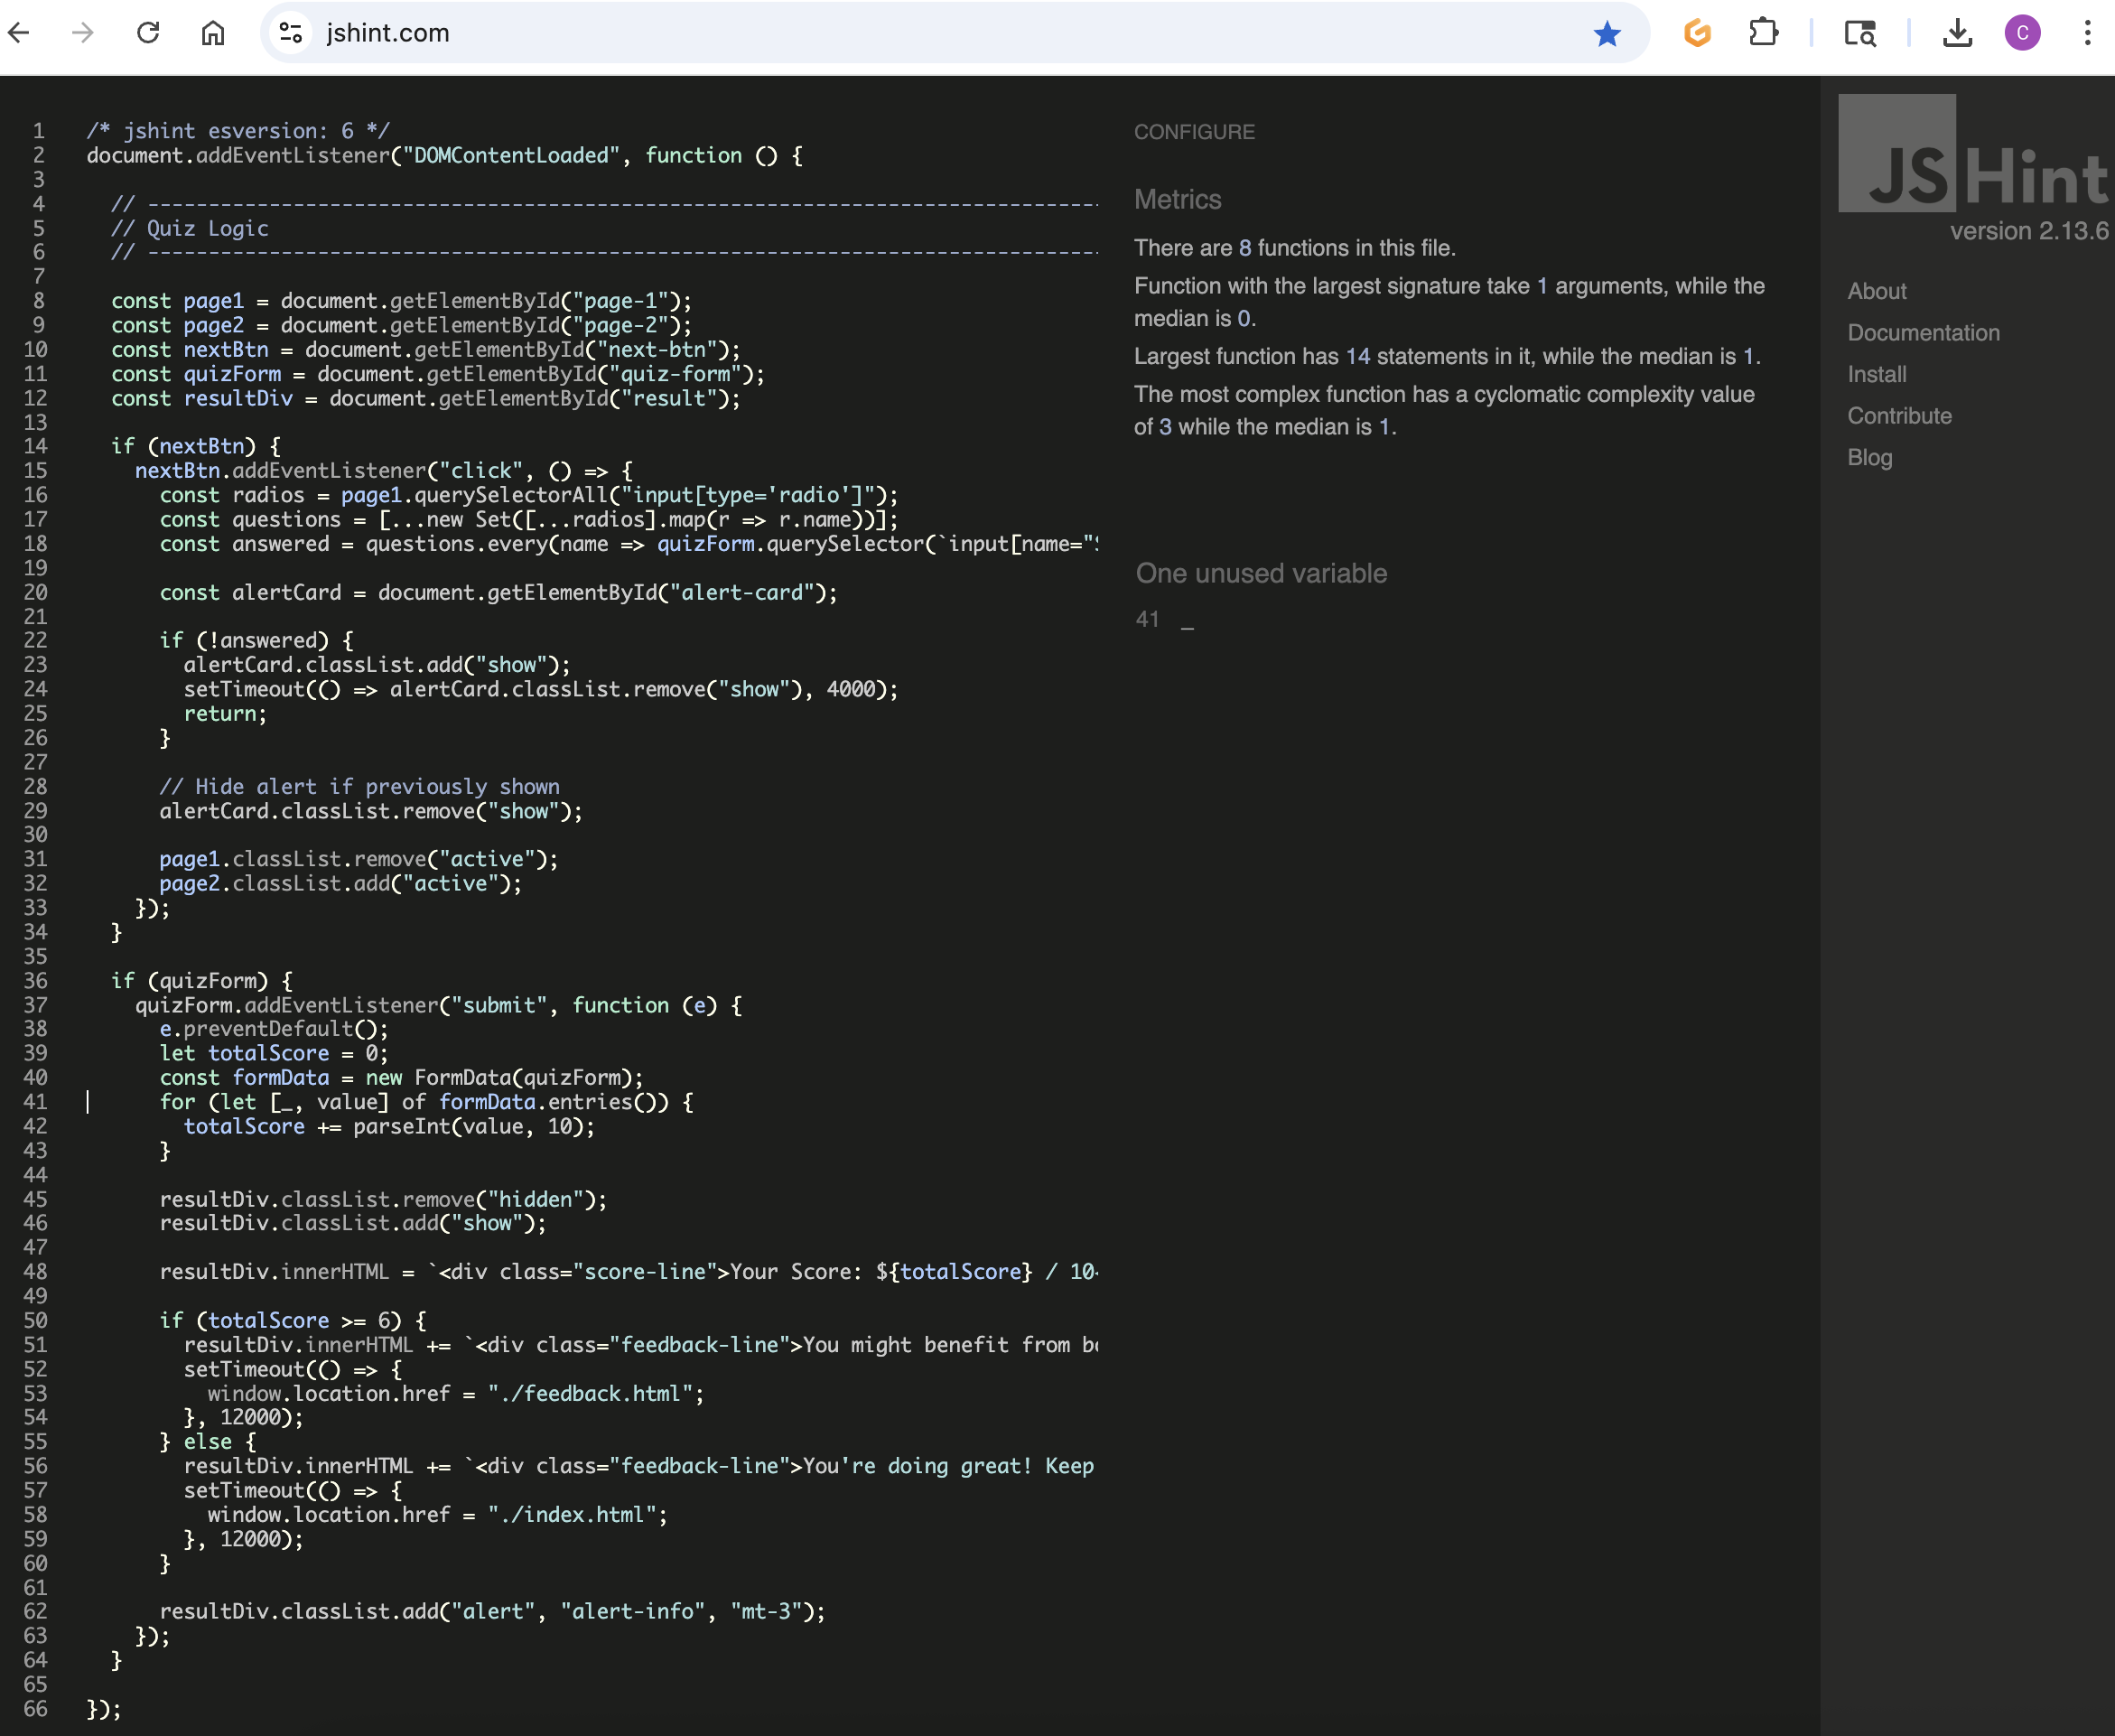 jshint.com
C
1 /* jshint esversion: 6 */
2 document.addEventListener("DOMContentLoaded", function () {
3
4 // -------------------------------------------------------------------------------
5 // Quiz Logic
6 // -------------------------------------------------------------------------------
7
8 const page1 = document.getElementById("page-1");
9 const page2 = document.getElementById("page-2");
10 const nextBtn = document.getElementById("next-btn");
11 const quizForm = document.getElementById("quiz-form");
12 const resultDiv = document.getElementById("result");
13
14 if (nextBtn) {
15 nextBtn.addEventListener("click", () => {
16 const radios = page1.querySelectorAll("input[type='radio']");
17 const questions = [...new Set([...radios].map(r => r.name))];
18 const answered = questions.every(name => quizForm.querySelector(`input[name="
19
20 const alertCard = document.getElementById("alert-card");
21
22 if (!answered) {
23 alertCard.classList.add("show");
24 setTimeout(() => alertCard.classList.remove("show"), 4000);
25 return;
26 }
27
28 // Hide alert if previously shown
29 alertCard.classList.remove("show");
30
31 page1.classList.remove("active");
32 page2.classList.add("active");
33 });
34 }
35
36 if (quizForm) {
37 quizForm.addEventListener("submit", function (e) {
38 e.preventDefault();
39 let totalScore = 0;
40 const formData = new FormData(quizForm);
41 for (let [_, value] of formData.entries()) {
42 totalScore += parseInt(value, 10);
43 }
44
45 resultDiv.classList.remove("hidden");
46 resultDiv.classList.add("show");
47
48 resultDiv.innerHTML = `<div class="score-line">Your Score: ${totalScore} / 10
49
50 if (totalScore >= 6) {
51 resultDiv.innerHTML += `<div class="feedback-line">You might benefit from
52 setTimeout(() => {
53 window.location.href = "./feedback.html";
54 }, 12000);
55 } else {
56 resultDiv.innerHTML += `<div class="feedback-line">You're doing great! Keep
57 setTimeout(() => {
58 window.location.href = "./index.html";
59 }, 12000);
60 }
61
62 resultDiv.classList.add("alert", "alert-info", "mt-3");
63 });
64 }
65
66 });
CONFIGURE
Metrics
There are 8 functions in this file.
Function with the largest signature take 1 arguments, while the
median is 0.
Largest function has 14 statements in it, while the median is 1.
The most complex function has a cyclomatic complexity value
of 3 while the median is 1.
One unused variable
41 _
JSHint
version 2.13.6
About
Documentation
Install
Contribute
Blog